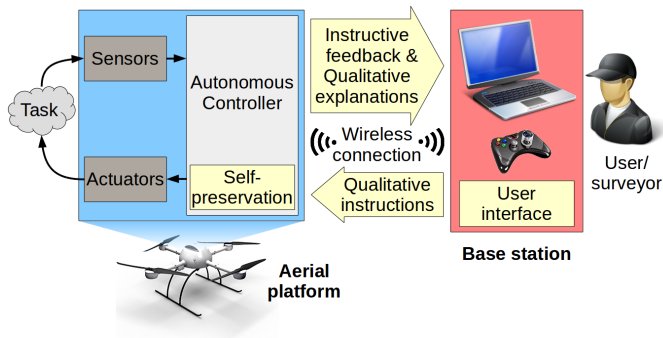 Sensors
Autonomous
Controller
Task
Actuators
Self-
preservation
Instructive
feedback &
Qualitative
explanations
Wireless
connection
Qualitative
instructions
User
interface
User/
surveyor
Base station
Aerial
platform